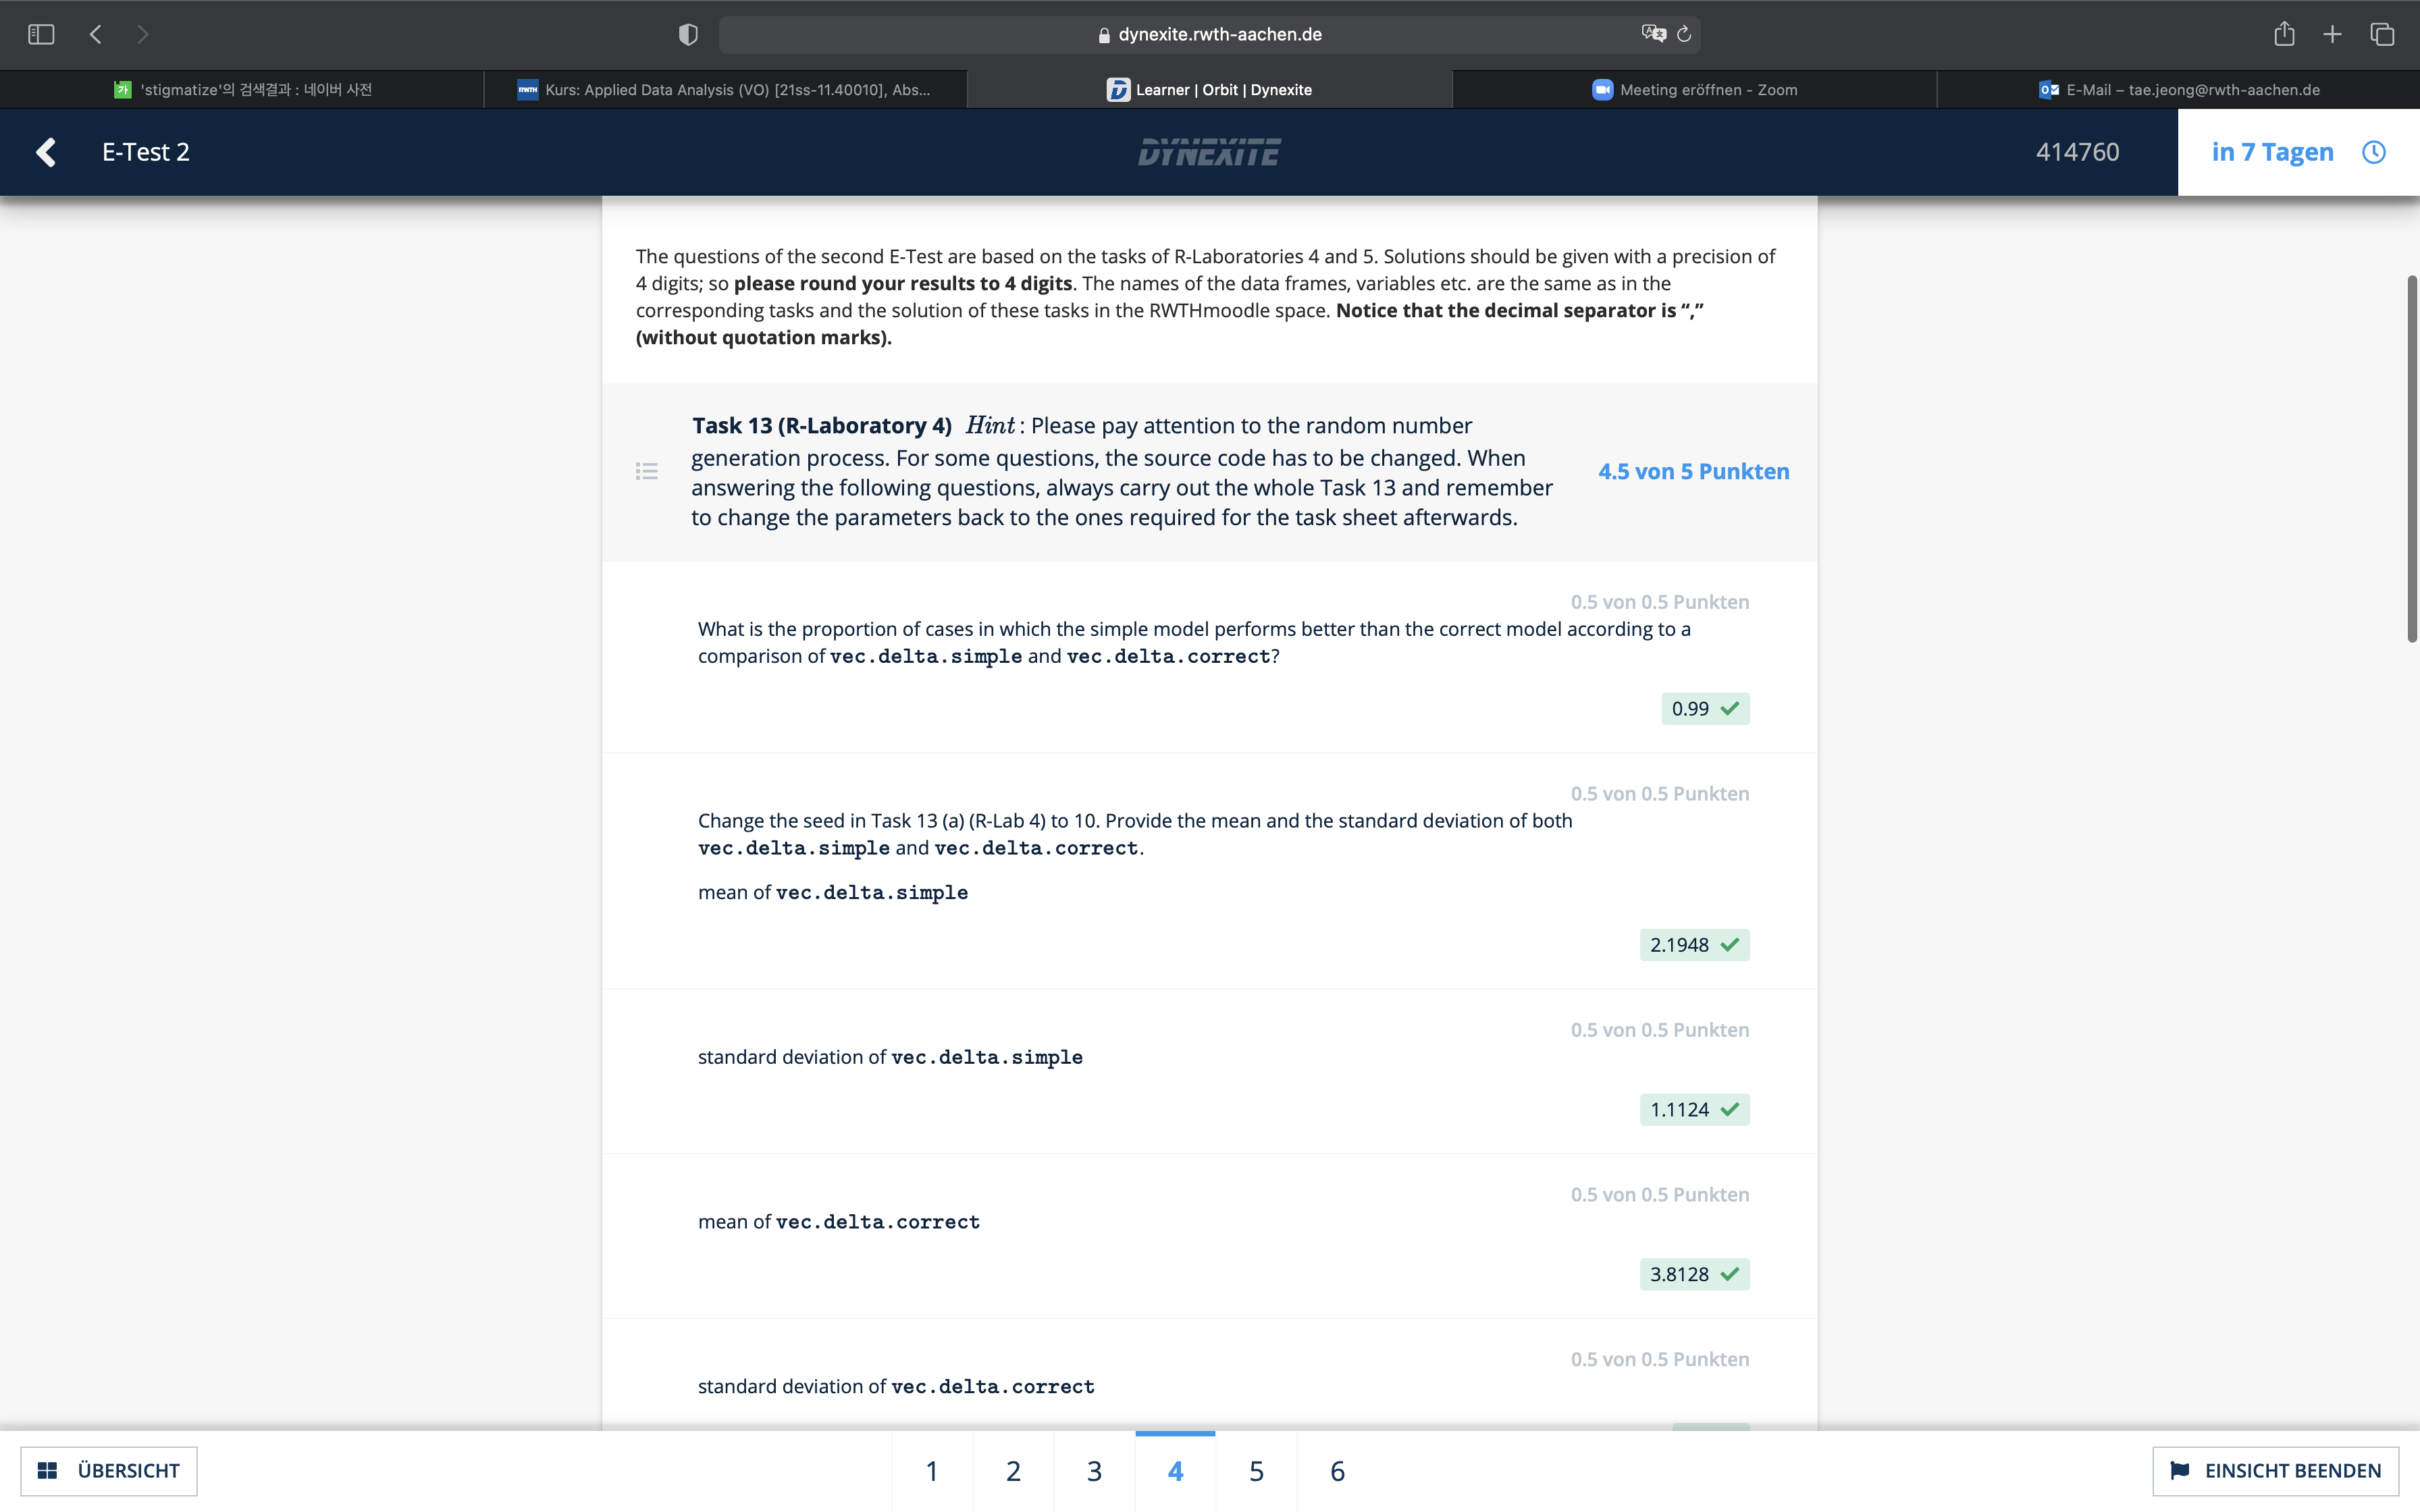 dynexite.rwth-aachen.de
'stigmatize'의 검색결과 : 네이버 사전
Kurs: Applied Data Analysis (VO) [21ss-11.40010], Abs...
Learner | Orbit | Dynexite
Meeting eröffnen - Zoom
E-Mail – tae.jeong@rwth-aachen.de
E-Test 2
DYNEXITE
414760
in 7 Tagen
The questions of the second E-Test are based on the tasks of R-Laboratories 4 and 5. Solutions should be given with a precision of
4 digits; so please round your results to 4 digits. The names of the data frames, variables etc. are the same as in the
corresponding tasks and the solution of these tasks in the RWTHmoodle space. Notice that the decimal separator is “,”
(without quotation marks).
Task 13 (R-Laboratory 4) Hint: Please pay attention to the random number
generation process. For some questions, the source code has to be changed. When
answering the following questions, always carry out the whole Task 13 and remember
to change the parameters back to the ones required for the task sheet afterwards.
4.5 von 5 Punkten
0.5 von 0.5 Punkten
What is the proportion of cases in which the simple model performs better than the correct model according to a
comparison of vec.delta.simple and vec.delta.correct?
0.99
0.5 von 0.5 Punkten
Change the seed in Task 13 (a) (R-Lab 4) to 10. Provide the mean and the standard deviation of both
vec.delta.simple and vec.delta.correct.
mean of vec.delta.simple
2.1948
0.5 von 0.5 Punkten
standard deviation of vec.delta.simple
1.1124
0.5 von 0.5 Punkten
mean of vec.delta.correct
3.8128
0.5 von 0.5 Punkten
standard deviation of vec.delta.correct
ÜBERSICHT
1 2 3 4 5 6
EINSICHT BEENDEN